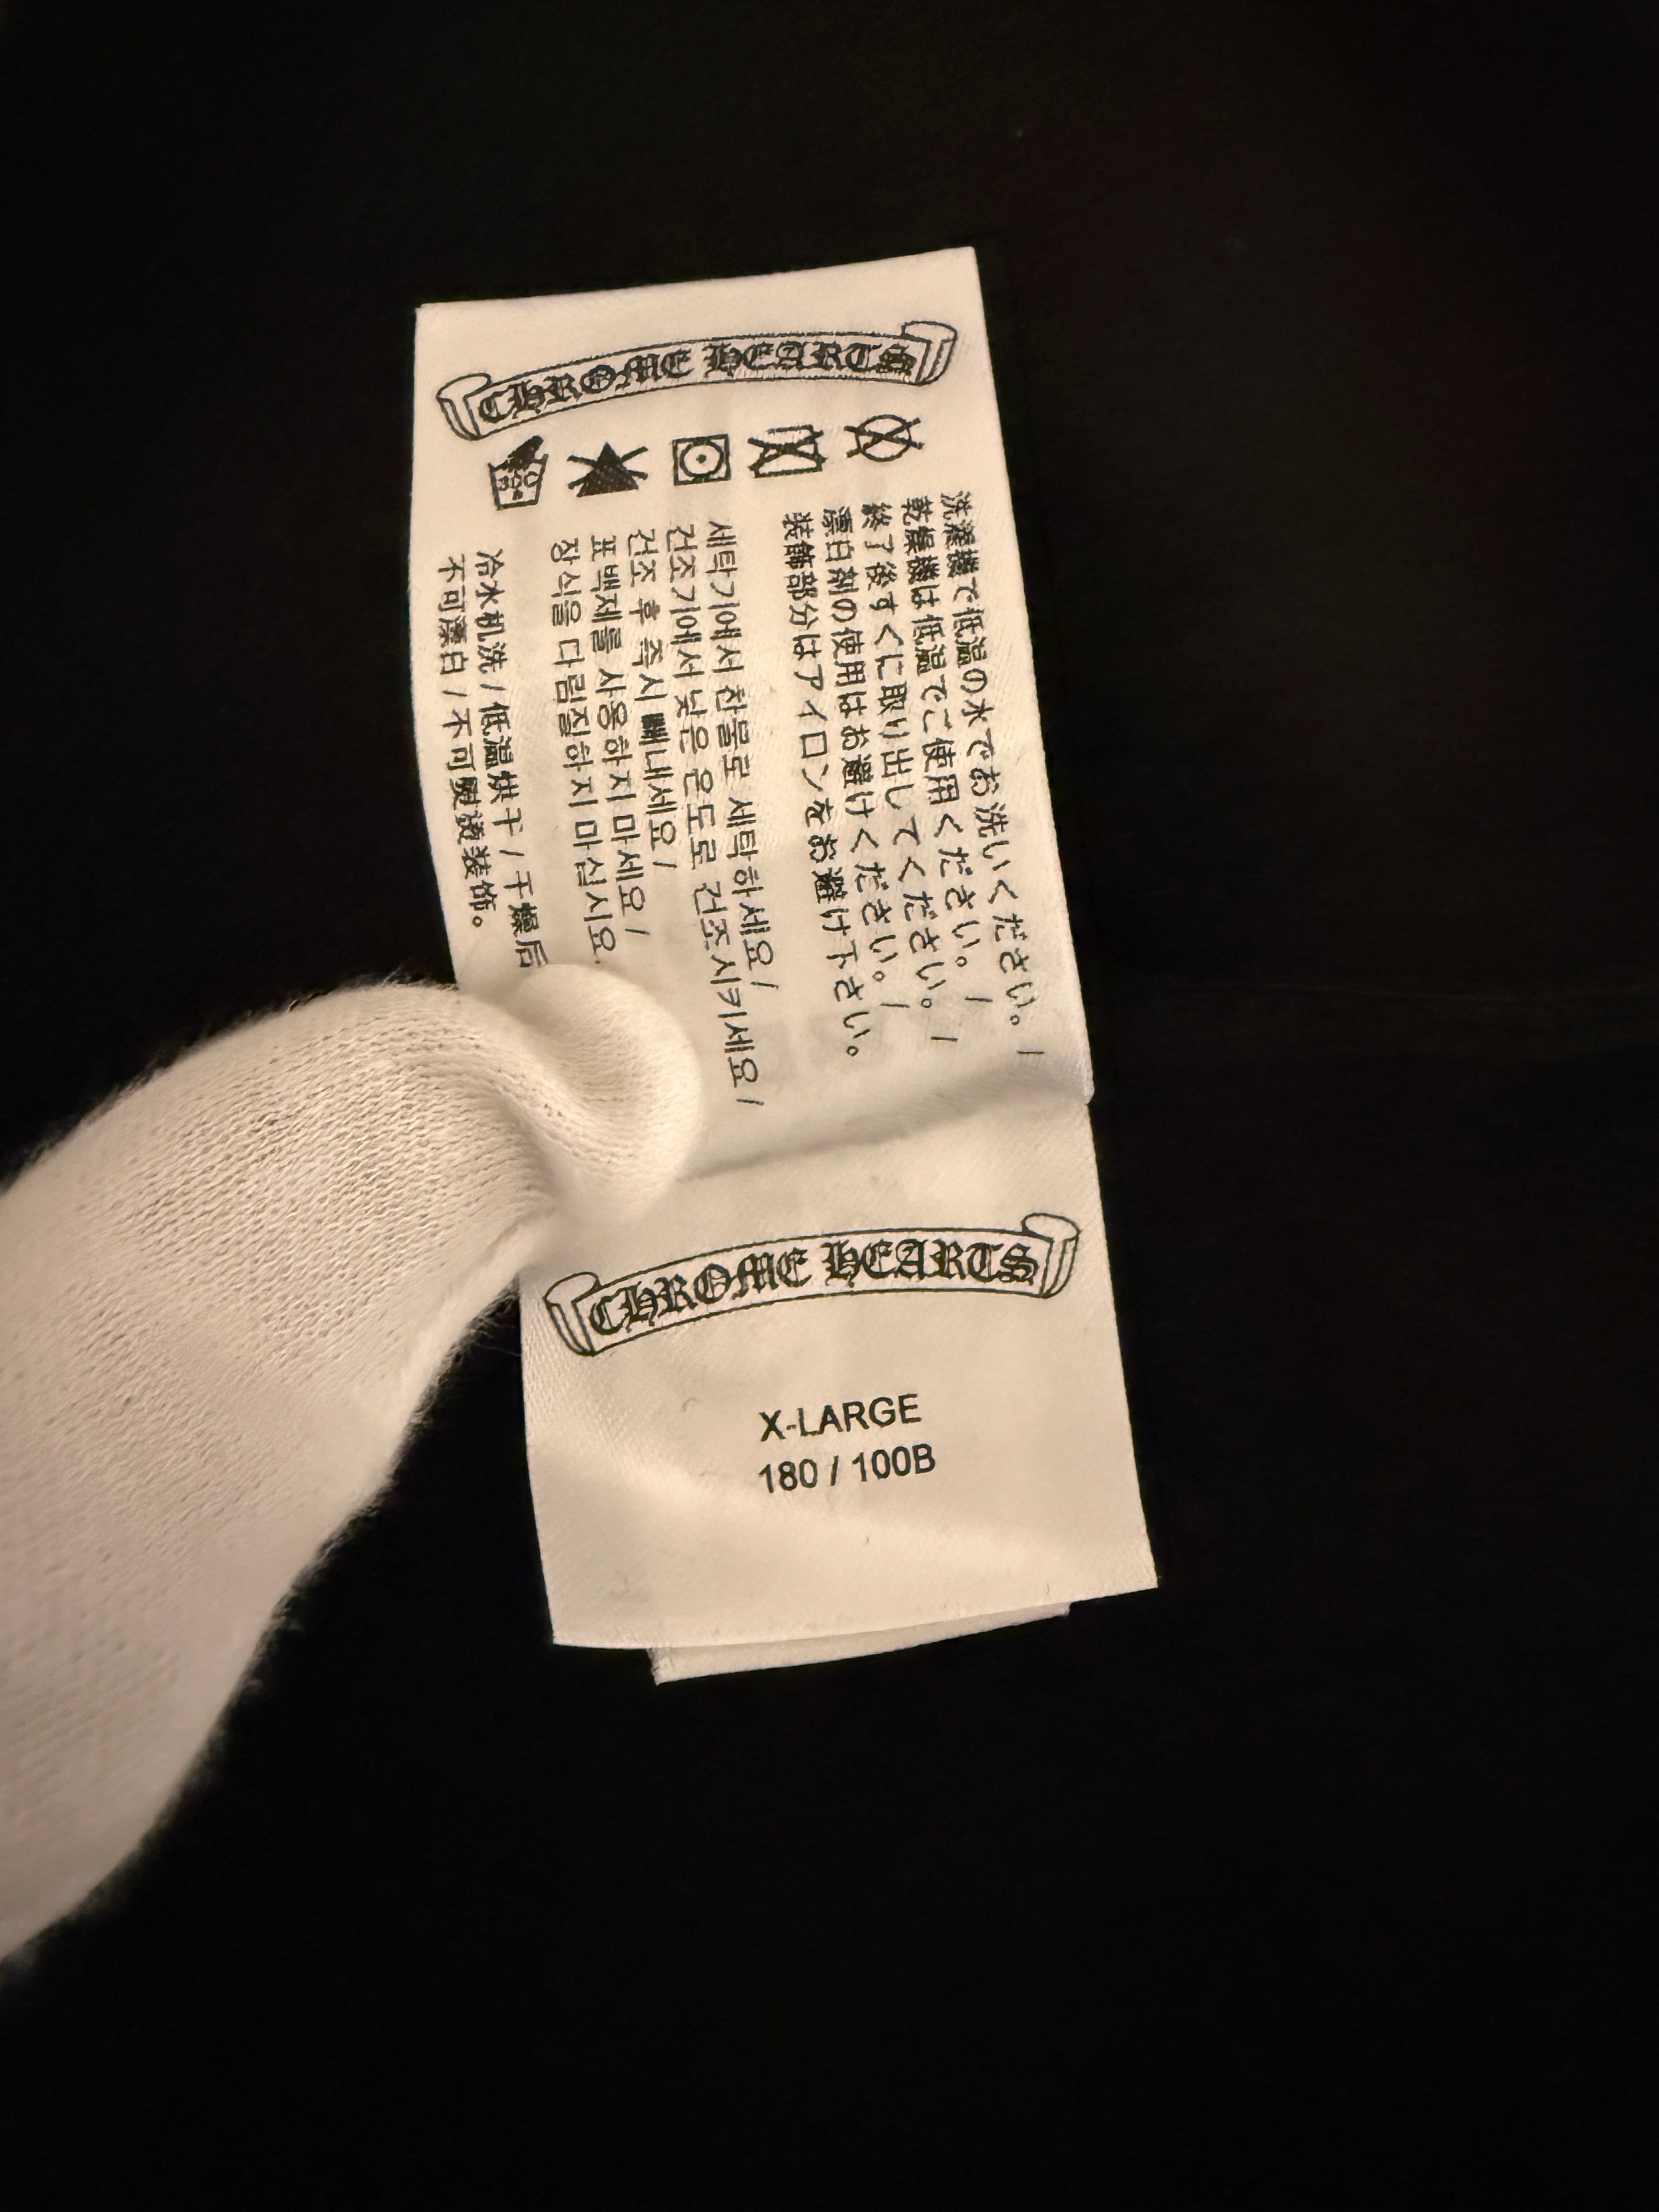 CHROME HEARTS
洗濯機で低温の水でお洗いください。 /
乾燥機は低温でご使用ください。 /
終了後すぐに取り出してください。 /
漂白剤の使用はお避けください。 /
装飾部分はアイロンをお避け下さい。
세탁기에서 찬물로 세탁하세요 /
건조기에서 낮은 온도로 건조시키세요 /
건조 후 즉시 빼내세요 /
표백제를 사용하지 마세요 /
장식을 다림질하지 마십시요.
冷水机洗 / 低温烘干 / 干燥后
不可漂白 / 不可熨烫装饰。
CHROME HEARTS
X-LARGE
180 / 100B